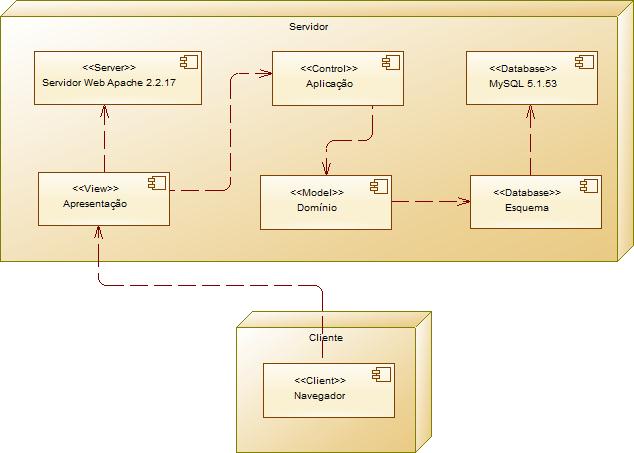 Servidor
<<Server>>
Servidor Web Apache 2.2.17
<<Control>>
Aplicação
<<Database>>
MySQL 5.1.53
<<View>>
Apresentação
<<Model>>
Domínio
<<Database>>
Esquema
Cliente
<<Client>>
Navegador